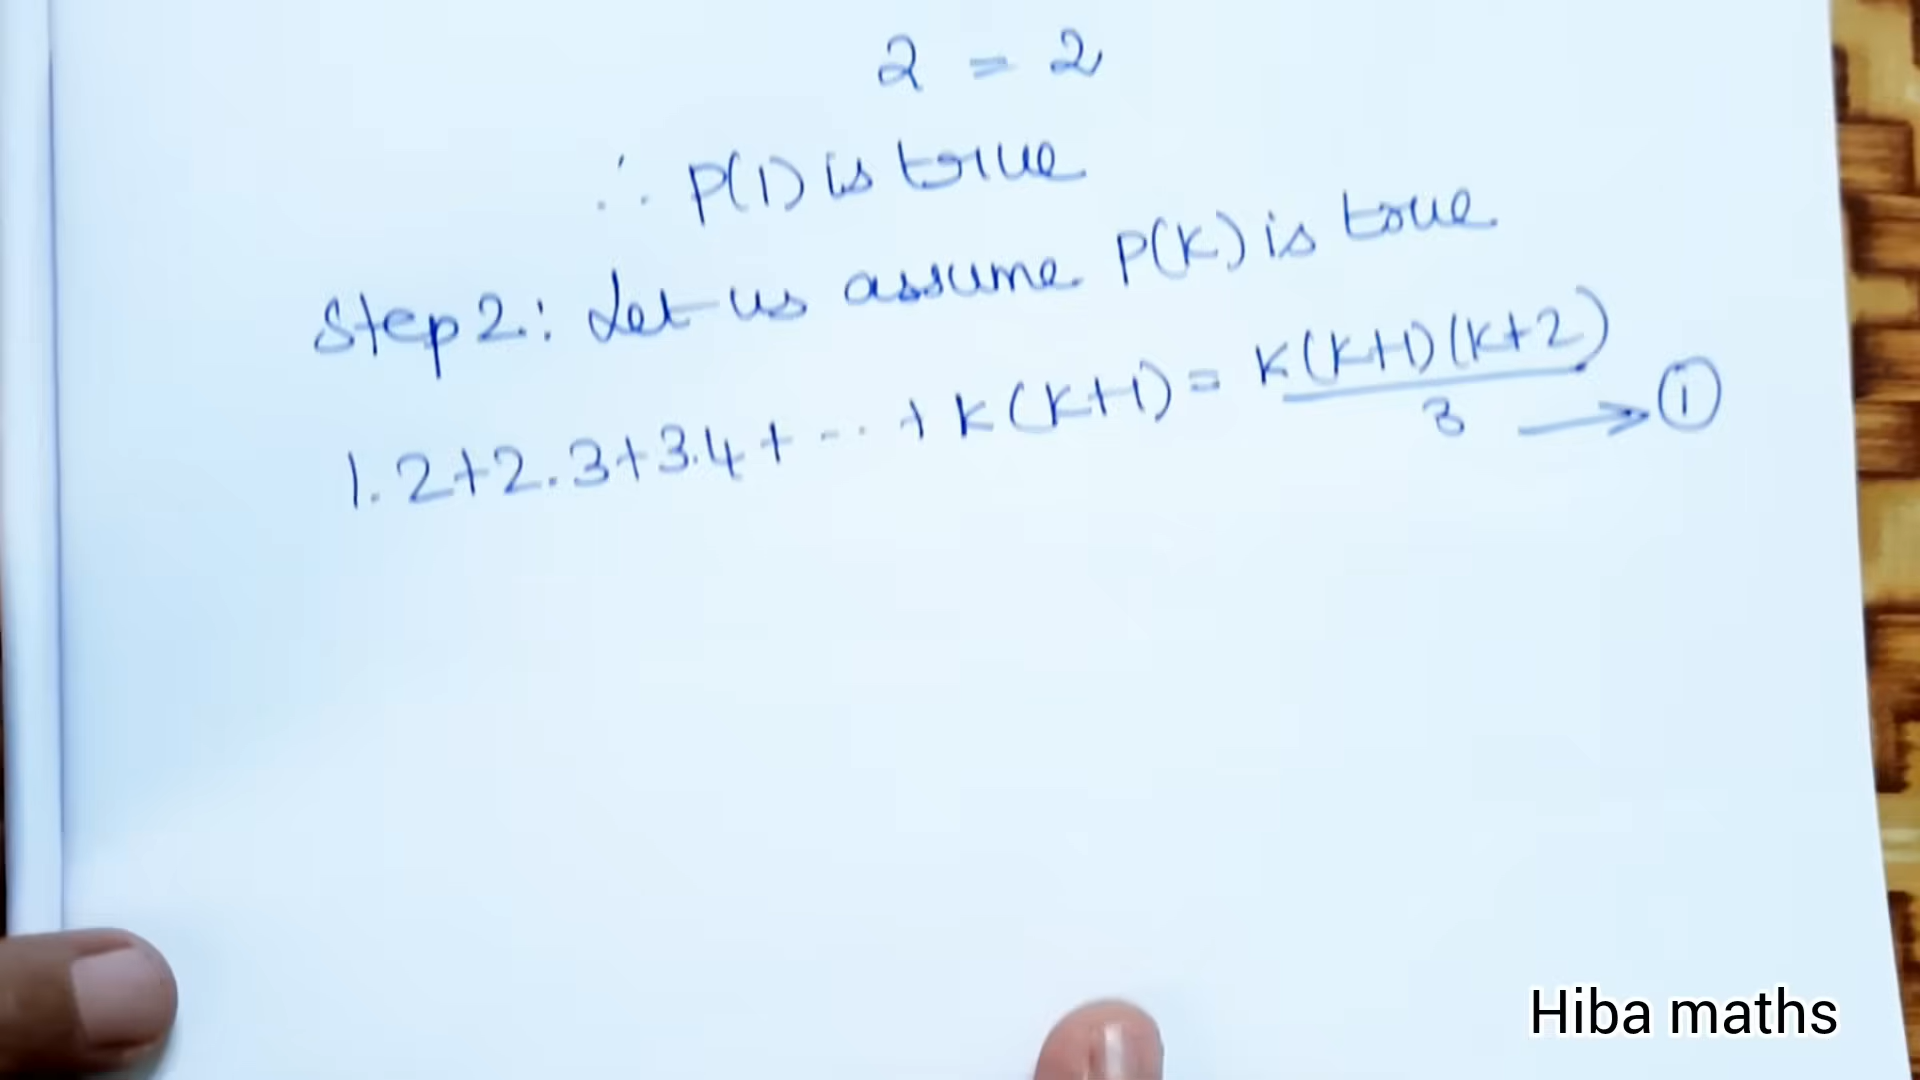 2 = 2
∴ P(1) is true
Step 2: Let us assume P(K) is true
1.2+2.3+3.4+ --- + K(K+1) = K(K+1)(K+2)/3 → ①
Hiba maths